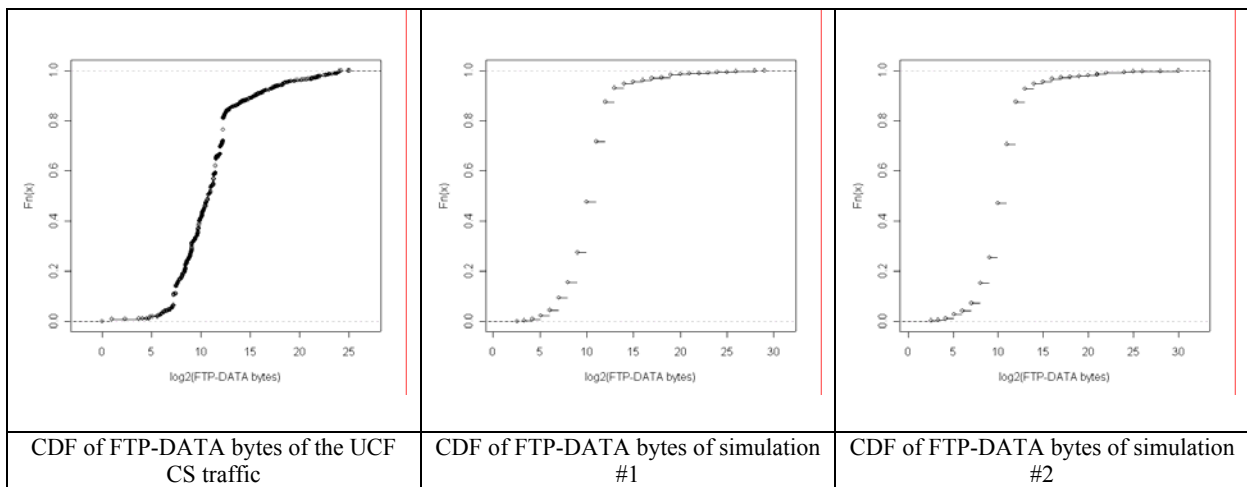 1.0
0.8
0.6
0.4
0.2
0.0
Fn(x)
0 5 10 15 20 25
log2(FTP-DATA bytes)
CDF of FTP-DATA bytes of the UCF
CS traffic
1.0
0.8
0.6
0.4
0.2
0.0
Fn(x)
0 5 10 15 20 25 30
log2(FTP-DATA bytes)
CDF of FTP-DATA bytes of simulation
#1
1.0
0.8
0.6
0.4
0.2
0.0
Fn(x)
0 5 10 15 20 25 30
log2(FTP-DATA bytes)
CDF of FTP-DATA bytes of simulation
#2